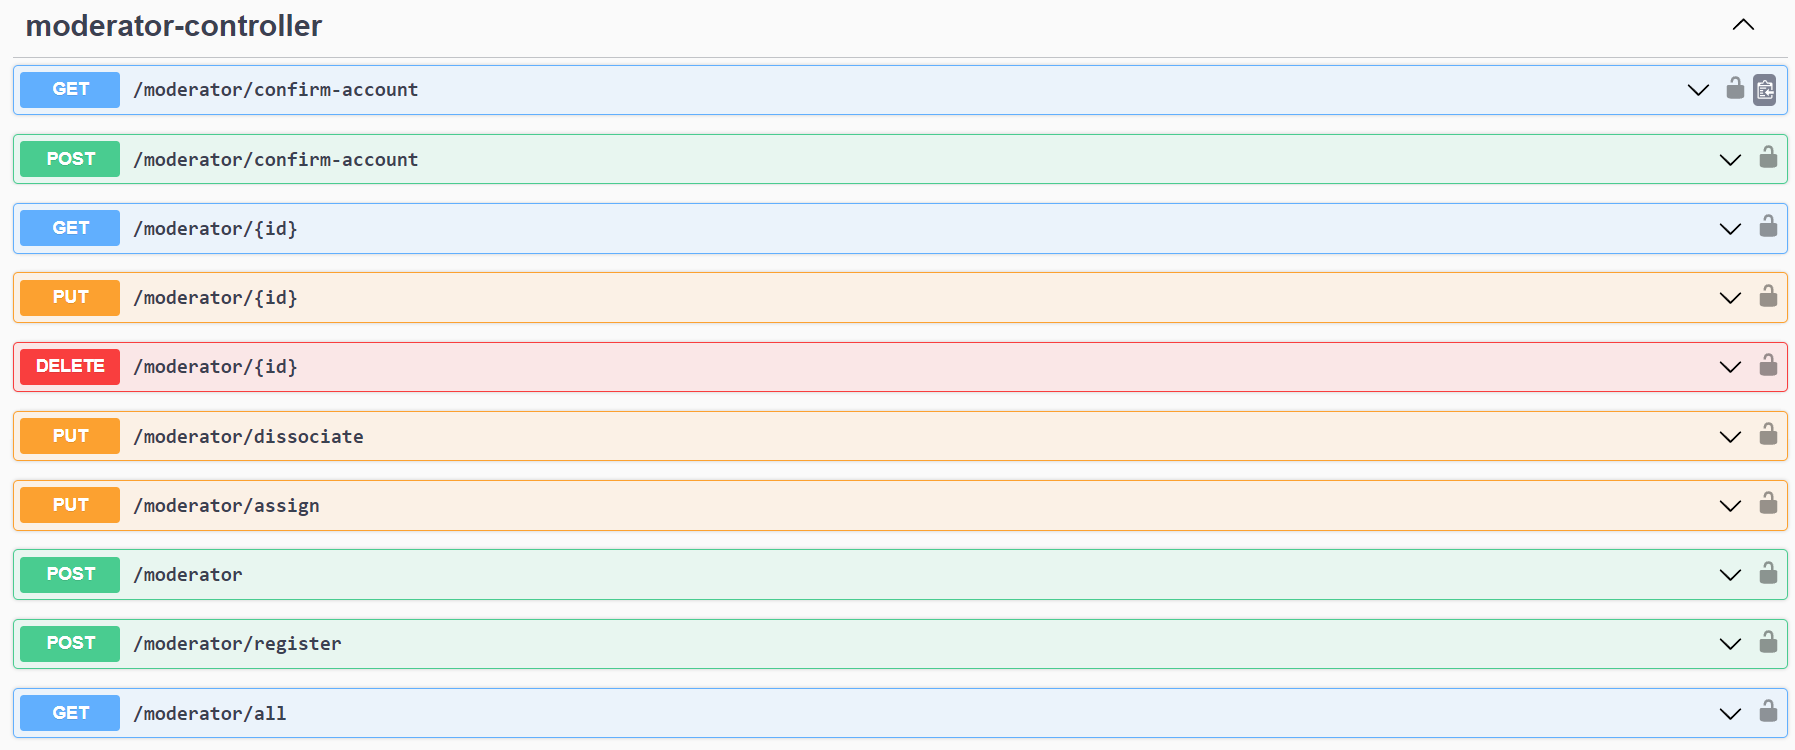 moderator-controller
GET /moderator/confirm-account
POST /moderator/confirm-account
GET /moderator/{id}
PUT /moderator/{id}
DELETE /moderator/{id}
PUT /moderator/dissociate
PUT /moderator/assign
POST /moderator
POST /moderator/register
GET /moderator/all